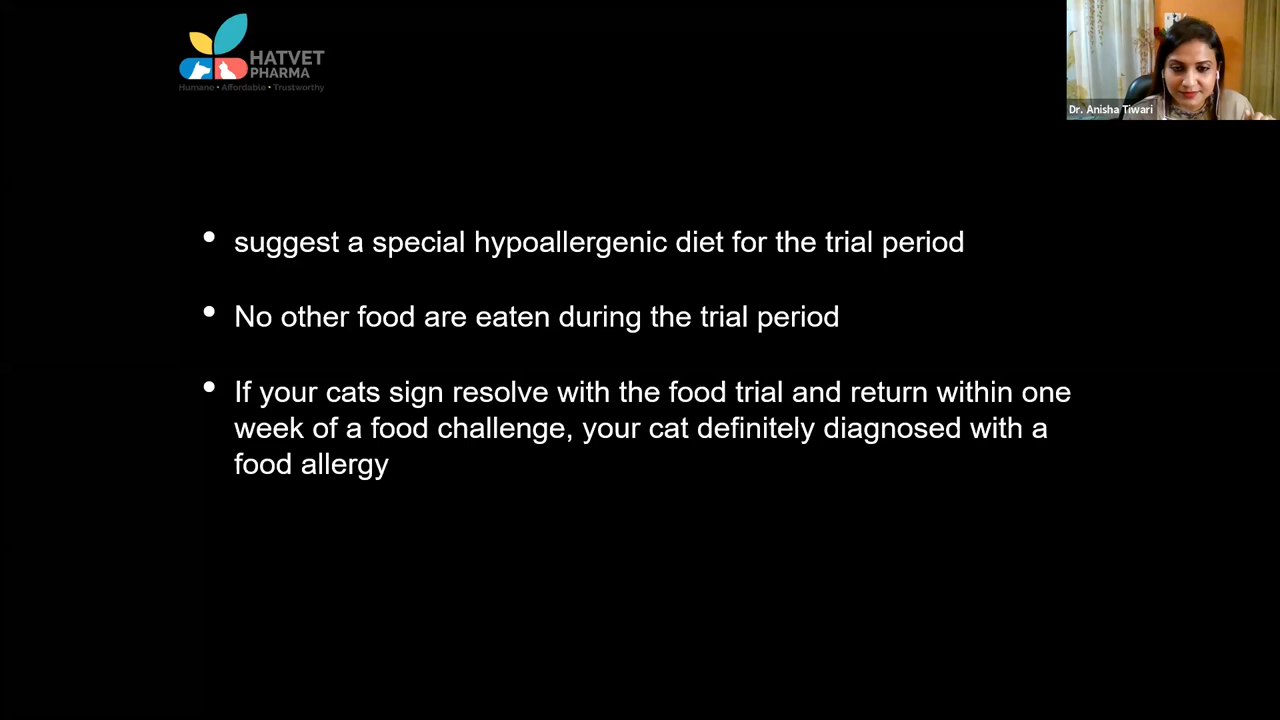 HATVET
PHARMA
Humane • Affordable • Trustworthy
Dr. Anisha Tiwari
• suggest a special hypoallergenic diet for the trial period
• No other food are eaten during the trial period
• If your cats sign resolve with the food trial and return within one
week of a food challenge, your cat definitely diagnosed with a
food allergy